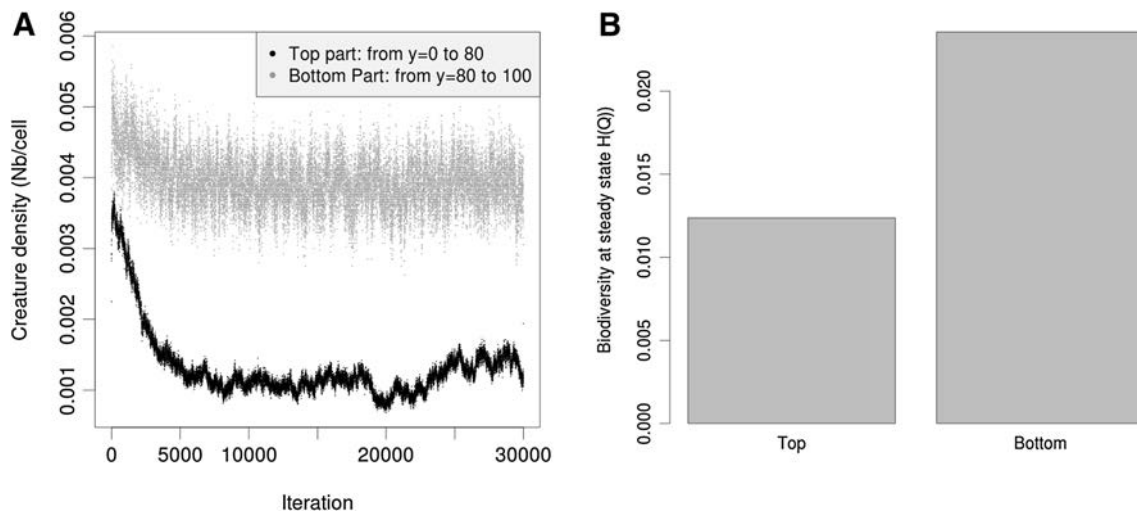 A
Creature density (Nb/cell
0.006
0.005
0.004
0.003
0.002
0.001
Top part: from y=0 to 80
Bottom Part: from y=80 to 100
0
5000
10000
20000
30000
Iteration
B
Biodiversity at steady state H(Q))
0.020
0.015
0.010
0.005
0.000
Top
Bottom